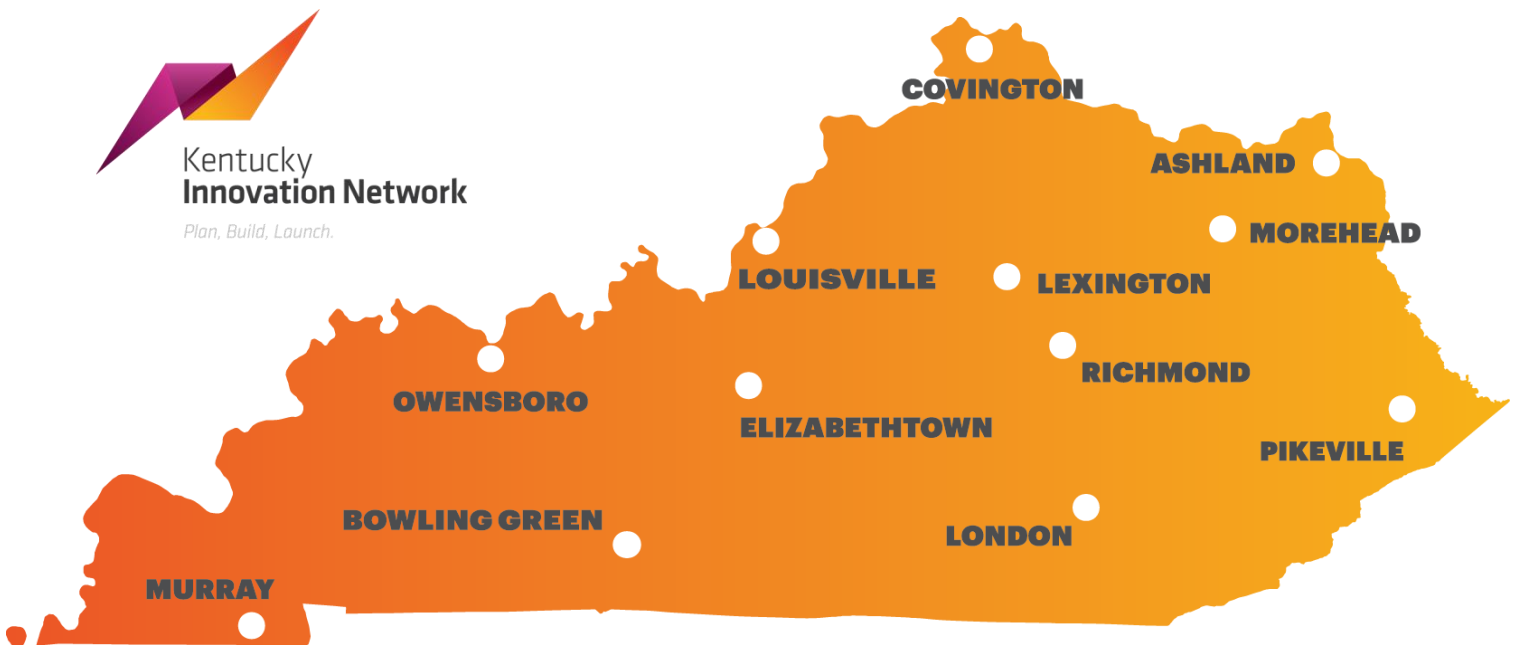 Kentucky
Innovation Network
Plan, Build, Launch.
COVINGTON
ASHLAND
MOREHEAD
LOUISVILLE
LEXINGTON
RICHMOND
OWENSBORO
ELIZABETHTOWN
PIKEVILLE
BOWLING GREEN
LONDON
MURRAY